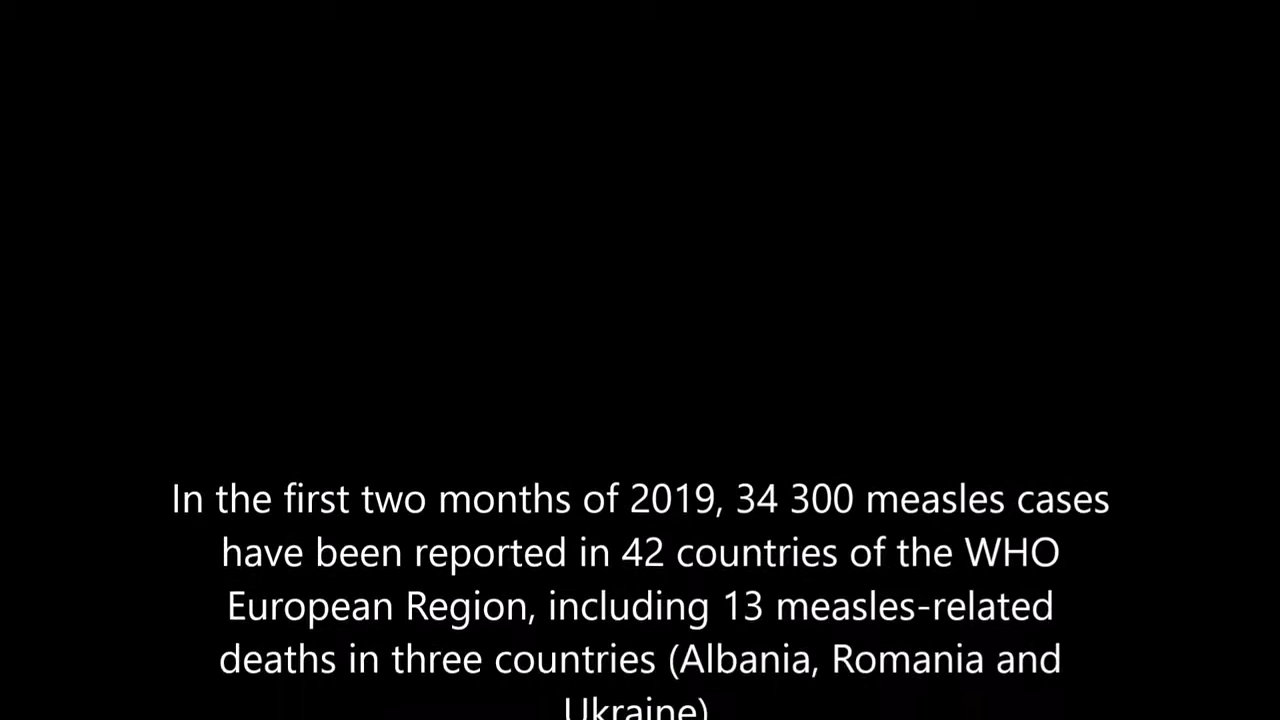 In the first two months of 2019, 34 300 measles cases
have been reported in 42 countries of the WHO
European Region, including 13 measles-related
deaths in three countries (Albania, Romania and
Ukraine)